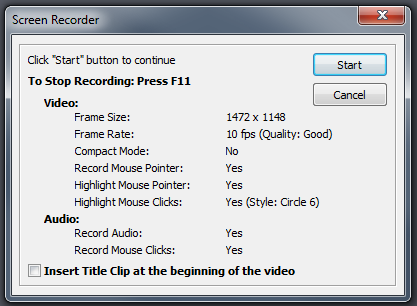 Screen Recorder
Click "Start" button to continue
Start
To Stop Recording: Press F11
Cancel
Video:
Frame Size: 1472 x 1148
Frame Rate: 10 fps (Quality: Good)
Compact Mode: No
Record Mouse Pointer: Yes
Highlight Mouse Pointer: Yes
Highlight Mouse Clicks: Yes (Style: Circle 6)
Audio:
Record Audio: Yes
Record Mouse Clicks: Yes
Insert Title Clip at the beginning of the video